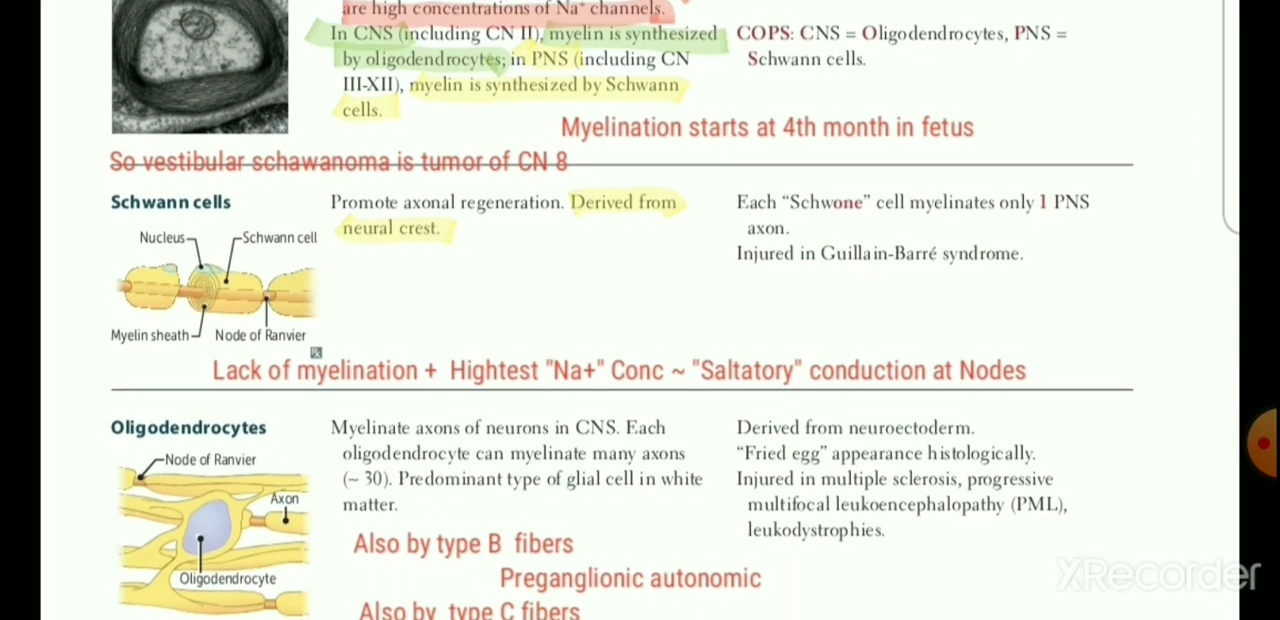 are high concentrations of Na+ channels.
In CNS (including CN II), myelin is synthesized
by oligodendrocytes; in PNS (including CN
III-XII), myelin is synthesized by Schwann
cells.
COPS: CNS = Oligodendrocytes, PNS =
Schwann cells.
Myelination starts at 4th month in fetus
So vestibular schawanoma is tumor of CN 8
Schwann cells
Nucleus
Schwann cell
Myelin sheath
Node of Ranvier
Promote axonal regeneration. Derived from
neural crest.
Each “Schwone” cell myelinates only 1 PNS
axon.
Injured in Guillain-Barré syndrome.
Lack of myelination + Hightest "Na+" Conc ~ "Saltatory" conduction at Nodes
Oligodendrocytes
Node of Ranvier
Axon
Oligodendrocyte
Myelinate axons of neurons in CNS. Each
oligodendrocyte can myelinate many axons
(~ 30). Predominant type of glial cell in white
matter.
Derived from neuroectoderm.
“Fried egg” appearance histologically.
Injured in multiple sclerosis, progressive
multifocal leukoencephalopathy (PML),
leukodystrophies.
Also by type B fibers
Preganglionic autonomic
Also by type C fibers
XRecorder